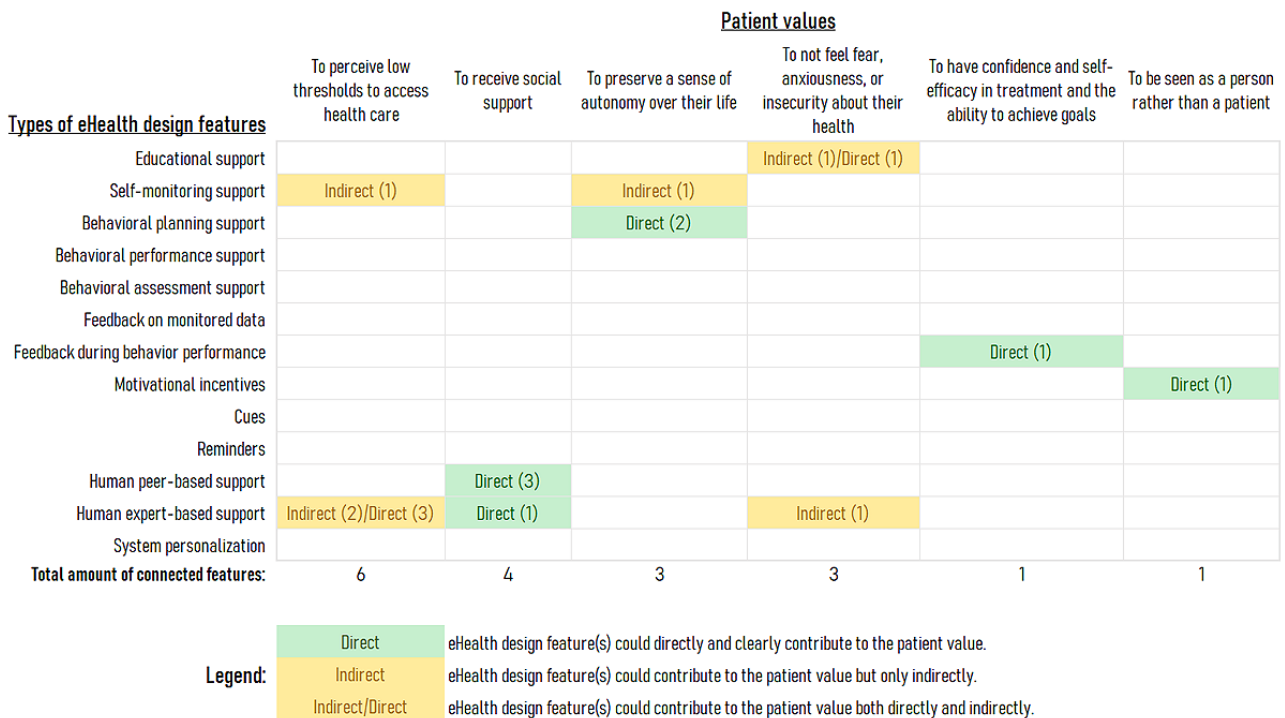 Patient values
To perceive low
thresholds to access
health care
To receive social
support
To preserve a sense of
autonomy over their life
To not feel fear,
anxiousness, or
insecurity about their
health
To have confidence and self-
efficacy in treatment and the
ability to achieve goals
To be seen as a person
rather than a patient
Types of eHealth design features
Educational support
Indirect (1)/Direct (1)
Self-monitoring support
Indirect (1)
Indirect (1)
Behavioral planning support
Direct (2)
Behavioral performance support
Behavioral assessment support
Feedback on monitored data
Feedback during behavior performance
Direct (1)
Motivational incentives
Direct (1)
Cues
Reminders
Human peer-based support
Direct (3)
Human expert-based support
Indirect (2)/Direct (3)
Direct (1)
Indirect (1)
System personalization
Total amount of connected features:
6
4
3
3
1
1
Legend:
Direct
eHealth design feature(s) could directly and clearly contribute to the patient value.
Indirect
eHealth design feature(s) could contribute to the patient value but only indirectly.
Indirect/Direct
eHealth design feature(s) could contribute to the patient value both directly and indirectly.